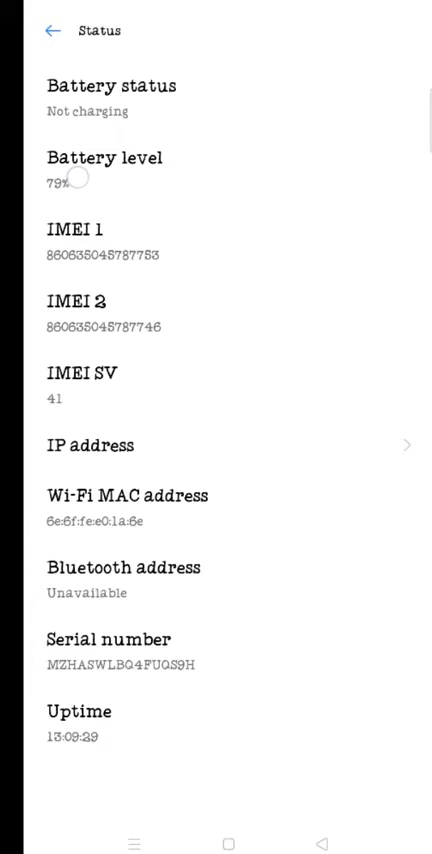 Status
Battery status
Not charging
Battery level
79%
IMEI 1
860635045787753
IMEI 2
860635045787746
IMEI SV
41
IP address
Wi-Fi MAC address
6e:6f:fe:e0:1a:6e
Bluetooth address
Unavailable
Serial number
MZHASWLBQ4FUQS9H
Uptime
13:09:29